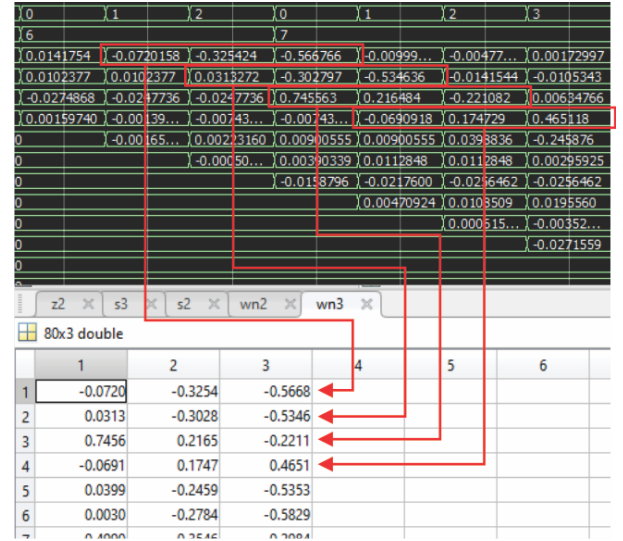 0 1 2 0 1 2 3
6 7
0.0141754 -0.0720158 -0.325424 -0.566766 -0.00999... -0.00477... 0.00172997
0.0102377 0.0102377 0.0313272 -0.302797 -0.534636 -0.0141544 -0.0105343
-0.0274868 -0.0247736 -0.0247736 0.745563 0.216484 -0.221082 0.00634766
0.00159740 -0.00139... -0.00743... -0.00743... -0.0690918 0.174729 0.465118
0 -0.00165... 0.00223160 0.00900555 0.00900555 0.0398836 -0.245876
0 -0.00050... 0.00390339 0.0112848 0.0112848 0.00295925
0 -0.0158796 -0.0217600 -0.0256462 -0.0256462
0 0.00470924 0.0108509 0.0195560
0 0.000515... -0.00352...
0 -0.0271559
0
z2 s3 s2 wn2 wn3
80x3 double
1 2 3 4 5 6
1 -0.0720 -0.3254 -0.5668
2 0.0313 -0.3028 -0.5346
3 0.7456 0.2165 -0.2211
4 -0.0691 0.1747 0.4651
5 0.0399 -0.2459 -0.5353
6 0.0030 -0.2784 -0.5829